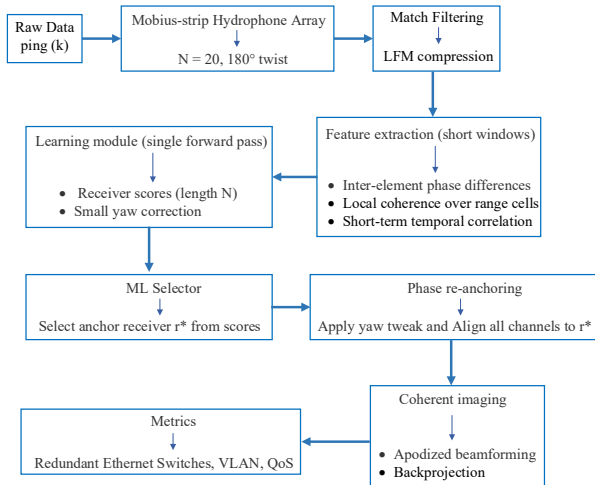 Raw Data
ping (k)
Mobius-strip Hydrophone Array
N = 20, 180° twist
Match Filtering
LFM compression
Feature extraction (short windows)
• Inter-element phase differences
• Local coherence over range cells
• Short-term temporal correlation
Learning module (single forward pass)
• Receiver scores (length N)
• Small yaw correction
ML Selector
Select anchor receiver r* from scores
Phase re-anchoring
Apply yaw tweak and Align all channels to r*
Coherent imaging
• Apodized beamforming
• Backprojection
Metrics
Redundant Ethernet Switches, VLAN, QoS